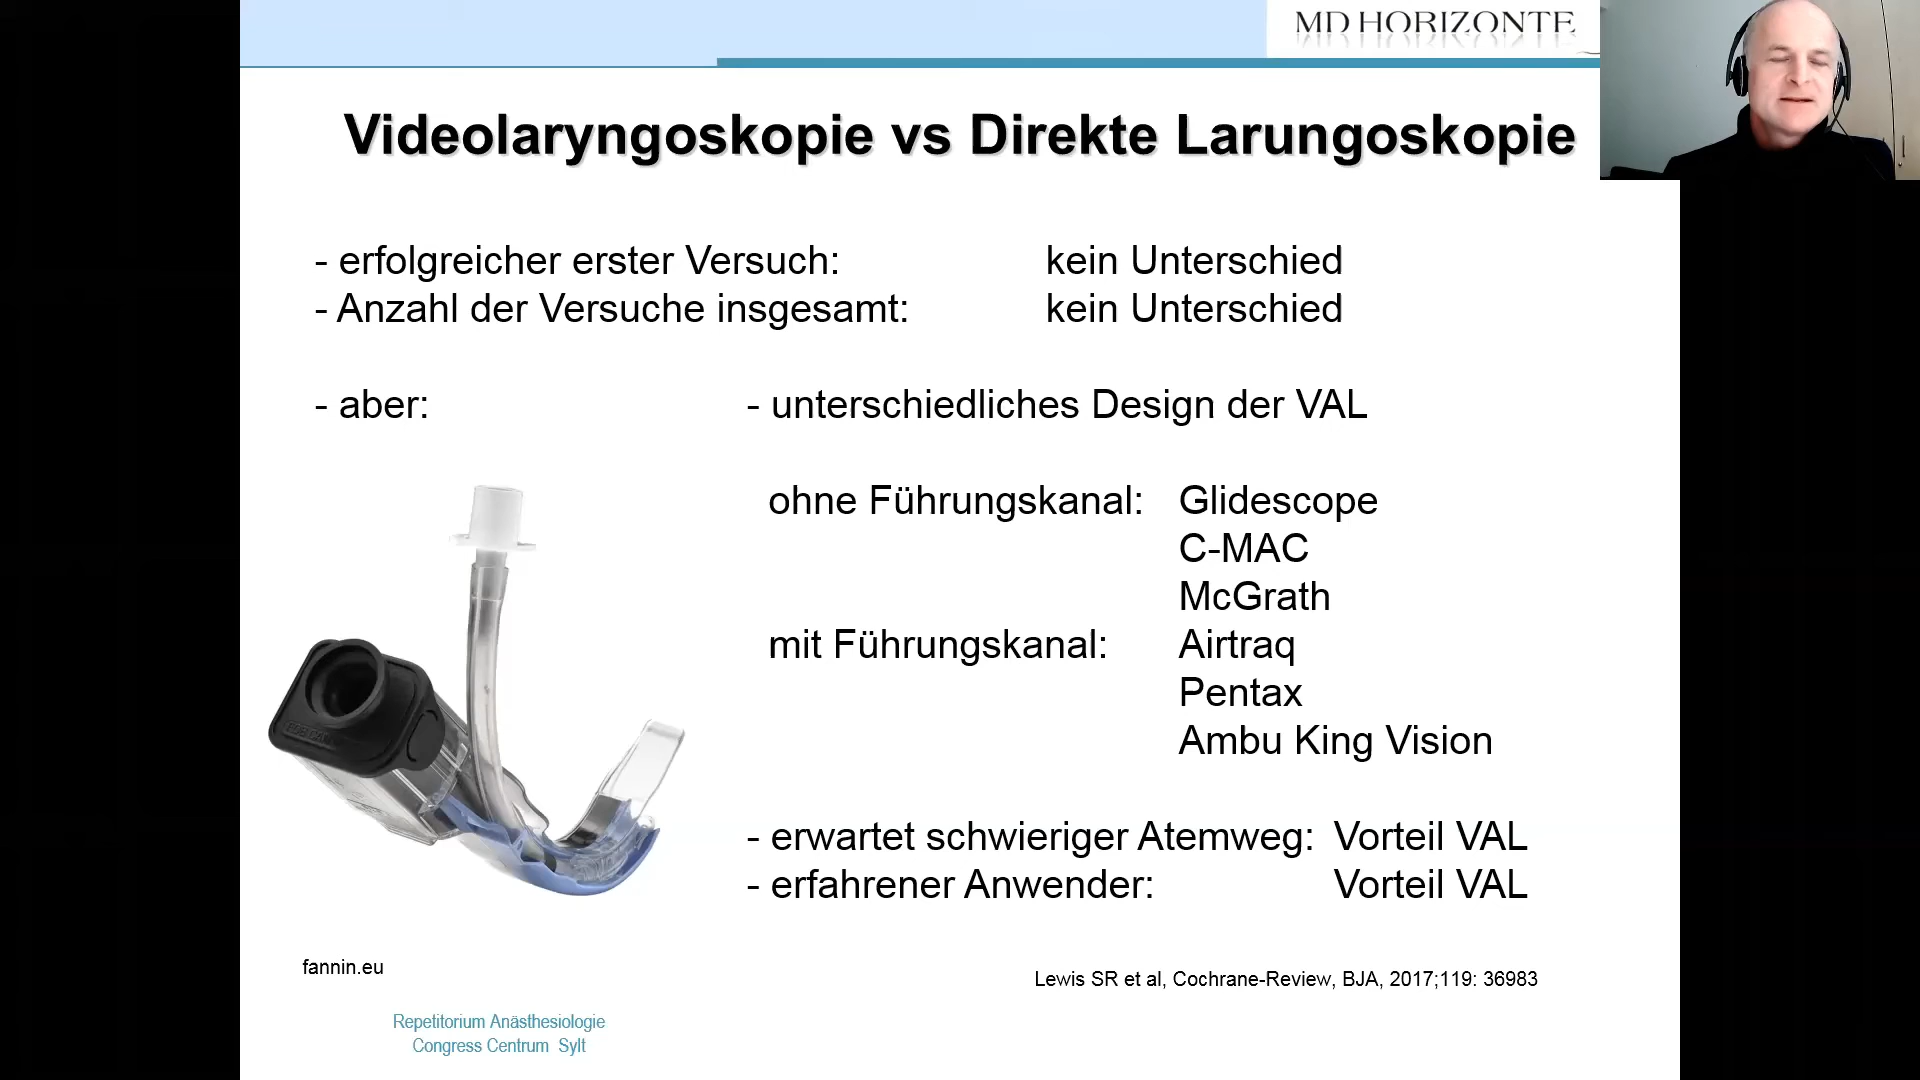 MD HORIZONTE
Videolaryngoskopie vs Direkte Larungoskopie
- erfolgreicher erster Versuch: kein Unterschied
- Anzahl der Versuche insgesamt: kein Unterschied
- aber: - unterschiedliches Design der VAL
ohne Führungskanal: Glidescope
C-MAC
McGrath
mit Führungskanal: Airtraq
Pentax
Ambu King Vision
- erwartet schwieriger Atemweg: Vorteil VAL
- erfahrener Anwender: Vorteil VAL
fannin.eu
Lewis SR et al, Cochrane-Review, BJA, 2017;119: 36983
Repetitorium Anästhesiologie
Congress Centrum Sylt